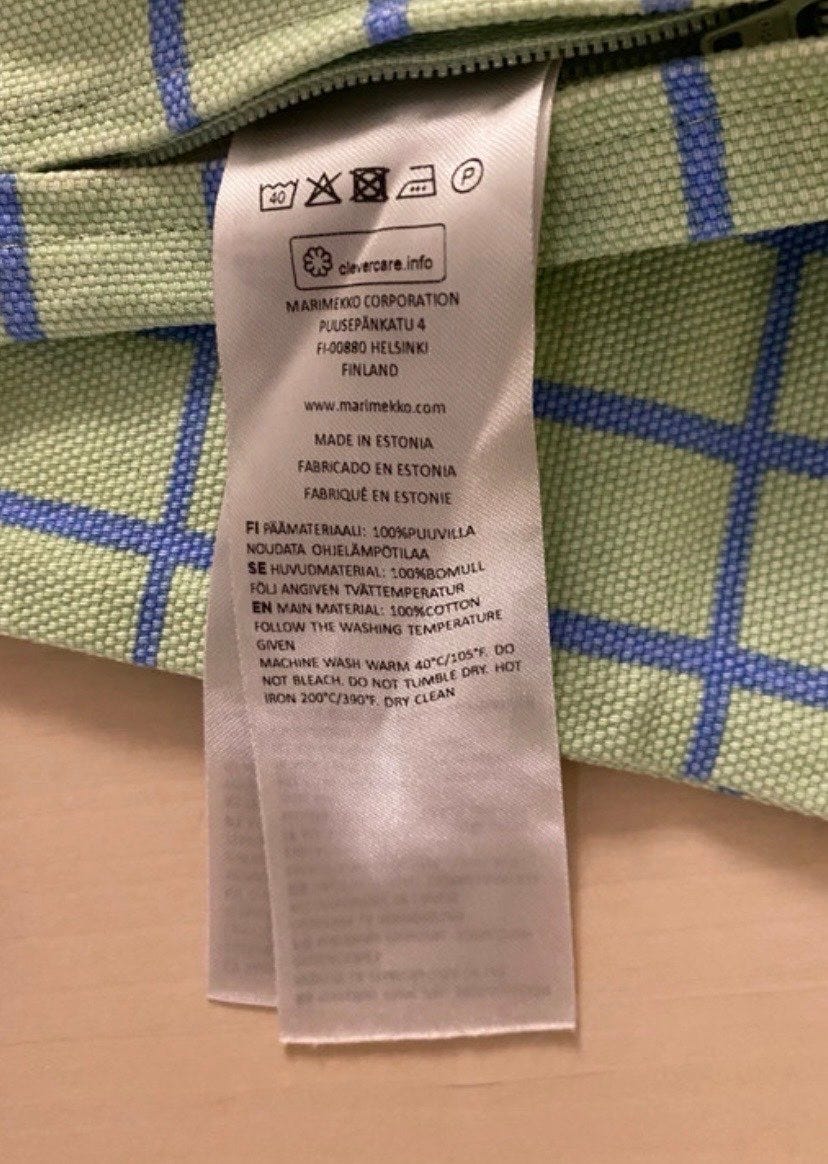 40 P
clevercare.info
MARIMEKKO CORPORATION
PUUSEPÄNKATU 4
FI-00880 HELSINKI
FINLAND
www.marimekko.com
MADE IN ESTONIA
FABRICADO EN ESTONIA
FABRIQUÉ EN ESTONIE
FI PÄÄMATERIAALI: 100%PUUVILLA
NOUDATA OHJELÄMPÖTILAA
SE HUVUDMATERIAL: 100%BOMULL
FÖLJ ANGIVEN TVÄTTEMPERATUR
EN MAIN MATERIAL: 100%COTTON
FOLLOW THE WASHING TEMPERATURE
GIVEN
MACHINE WASH WARM 40°C/105°F. DO
NOT BLEACH. DO NOT TUMBLE DRY. HOT
IRON 200°C/390°F. DRY CLEAN